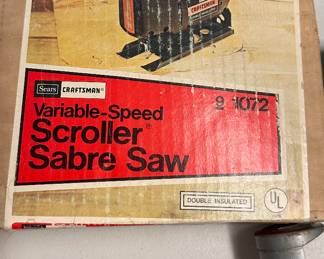 CRAFTSMAN
Sears CRAFTSMAN®
Variable-Speed 9 1072
Scroller®
Sabre Saw
DOUBLE INSULATED UL